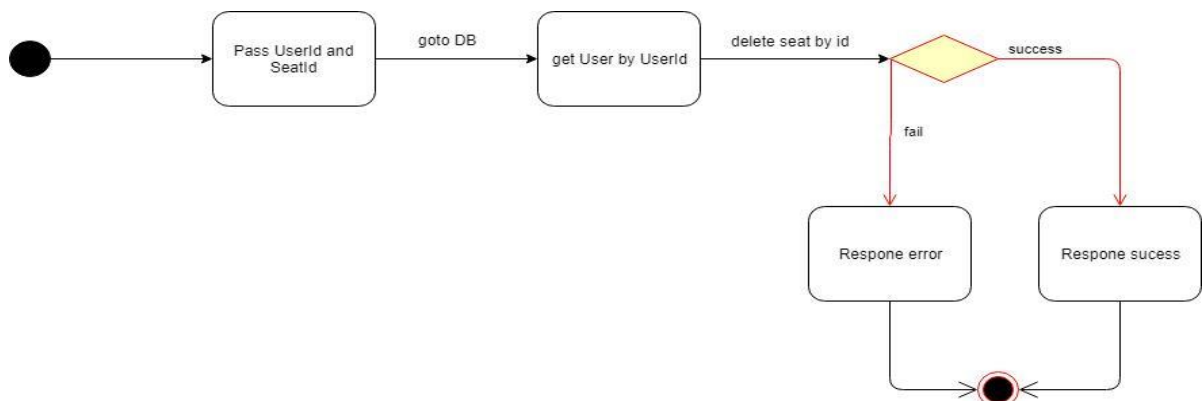 Pass UserId and
SeatId
goto DB
get User by UserId
delete seat by id
success
fail
Respone error
Respone sucess